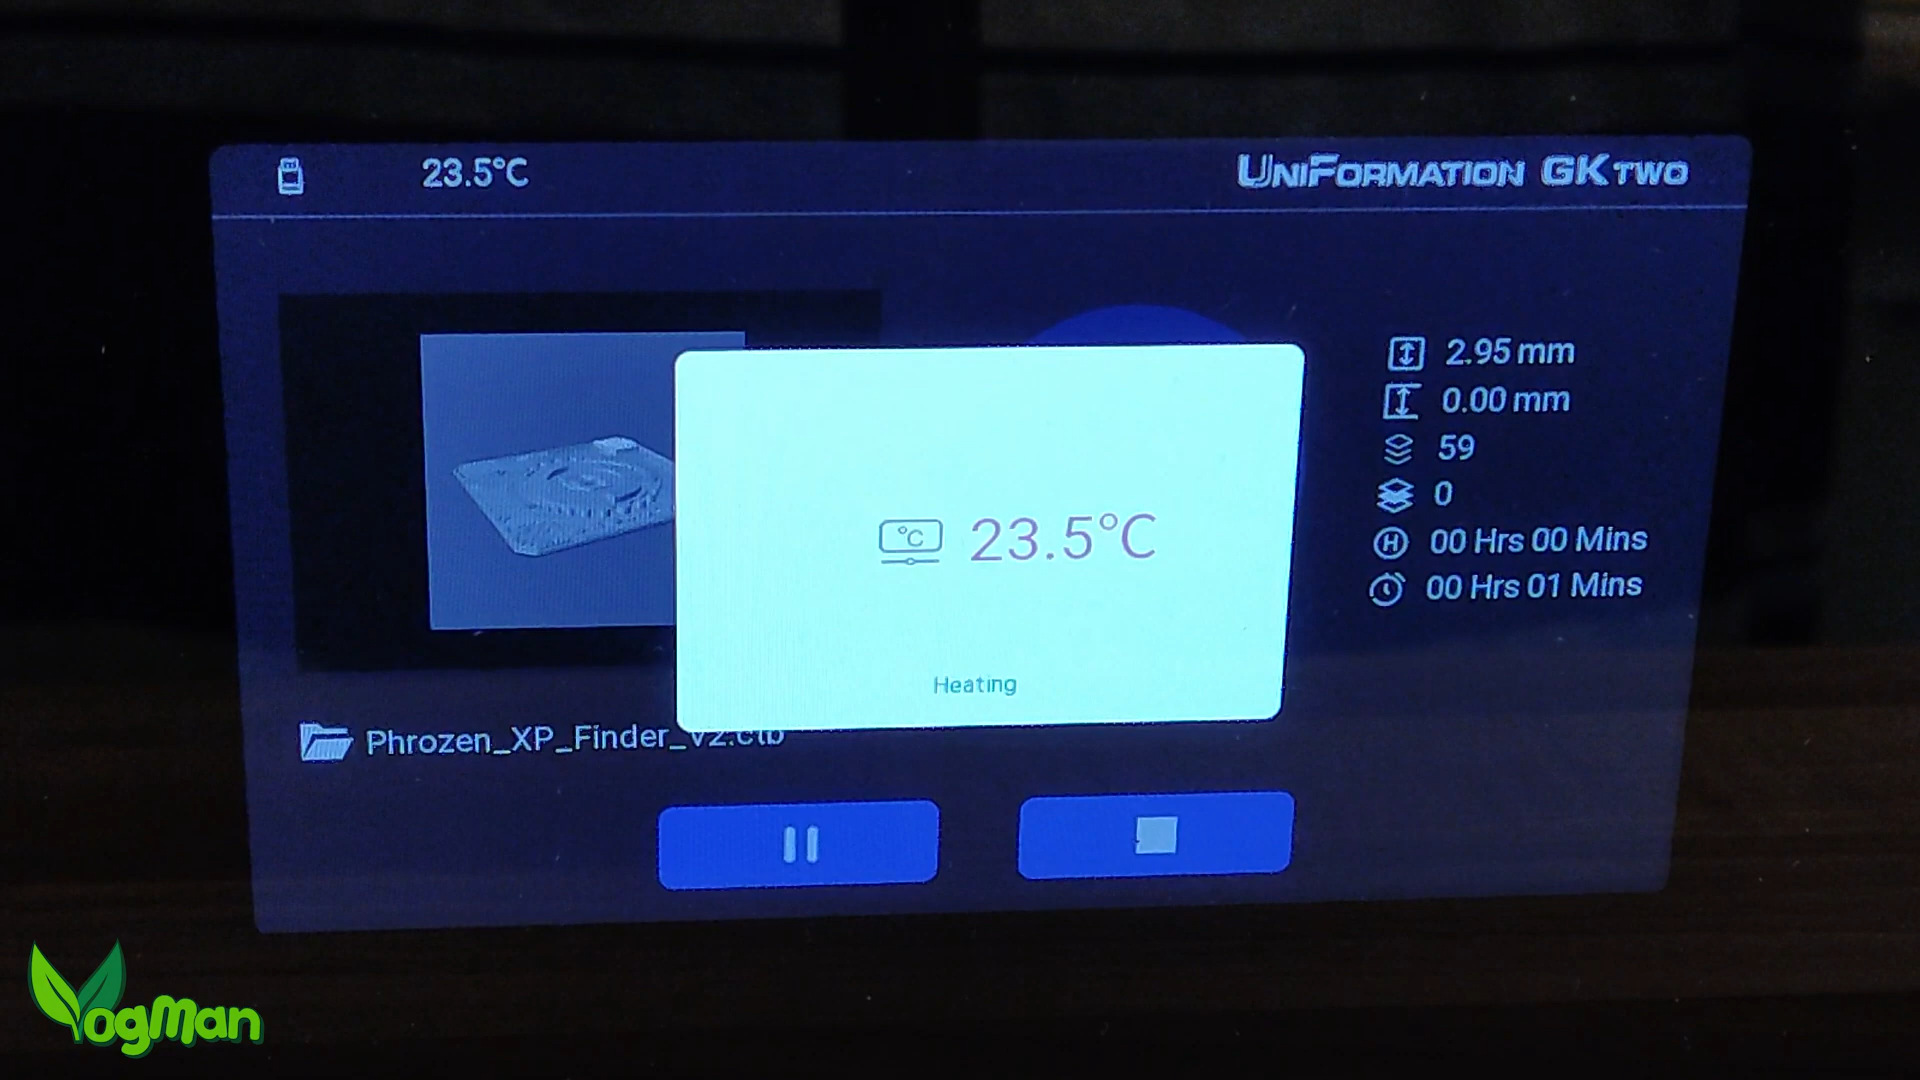 23.5°C
UNIFORMATION GKTWO
2.95 mm
0.00 mm
59
0
00 Hrs 00 Mins
00 Hrs 01 Mins
°C 23.5°C
Heating
Phrozen_XP_Finder_V2.ctb
YogMan